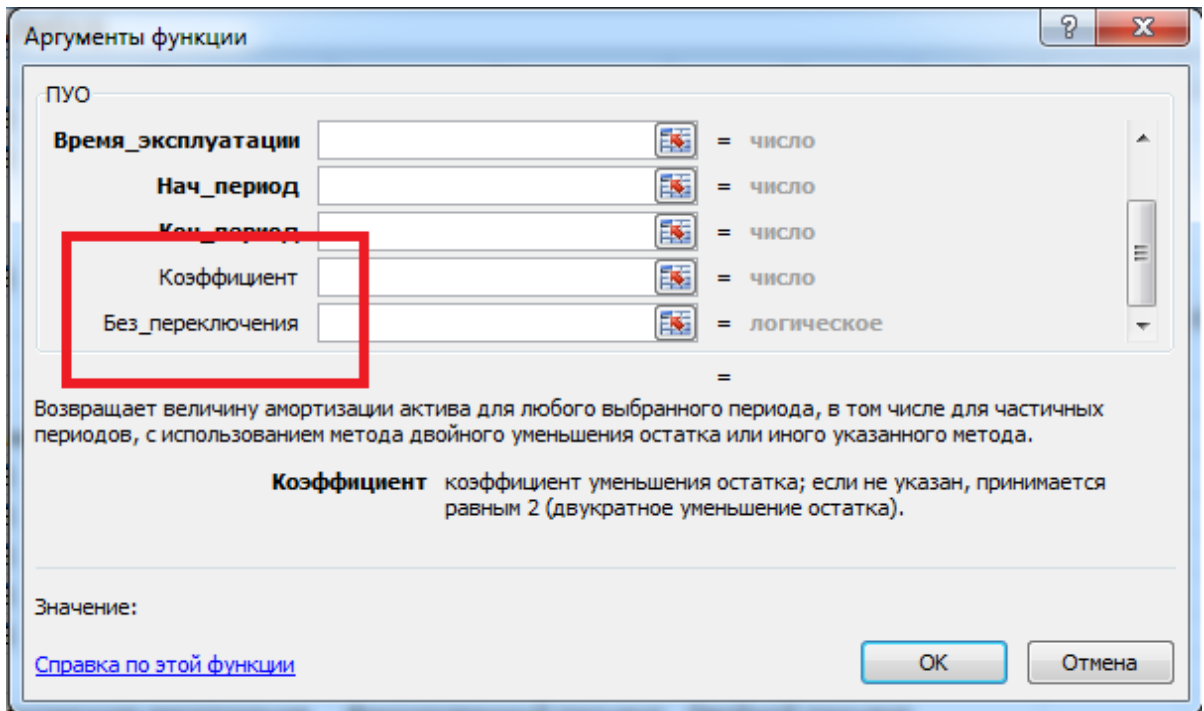 Аргументы функции
ПУО
Время_эксплуатации = число
Нач_период = число
Кон_период = число
Коэффициент = число
Без_переключения = логическое
=
Возвращает величину амортизации актива для любого выбранного периода, в том числе для частичных
периодов, с использованием метода двойного уменьшения остатка или иного указанного метода.
Коэффициент коэффициент уменьшения остатка; если не указан, принимается
равным 2 (двукратное уменьшение остатка).
Значение:
Справка по этой функции
ОК Отмена